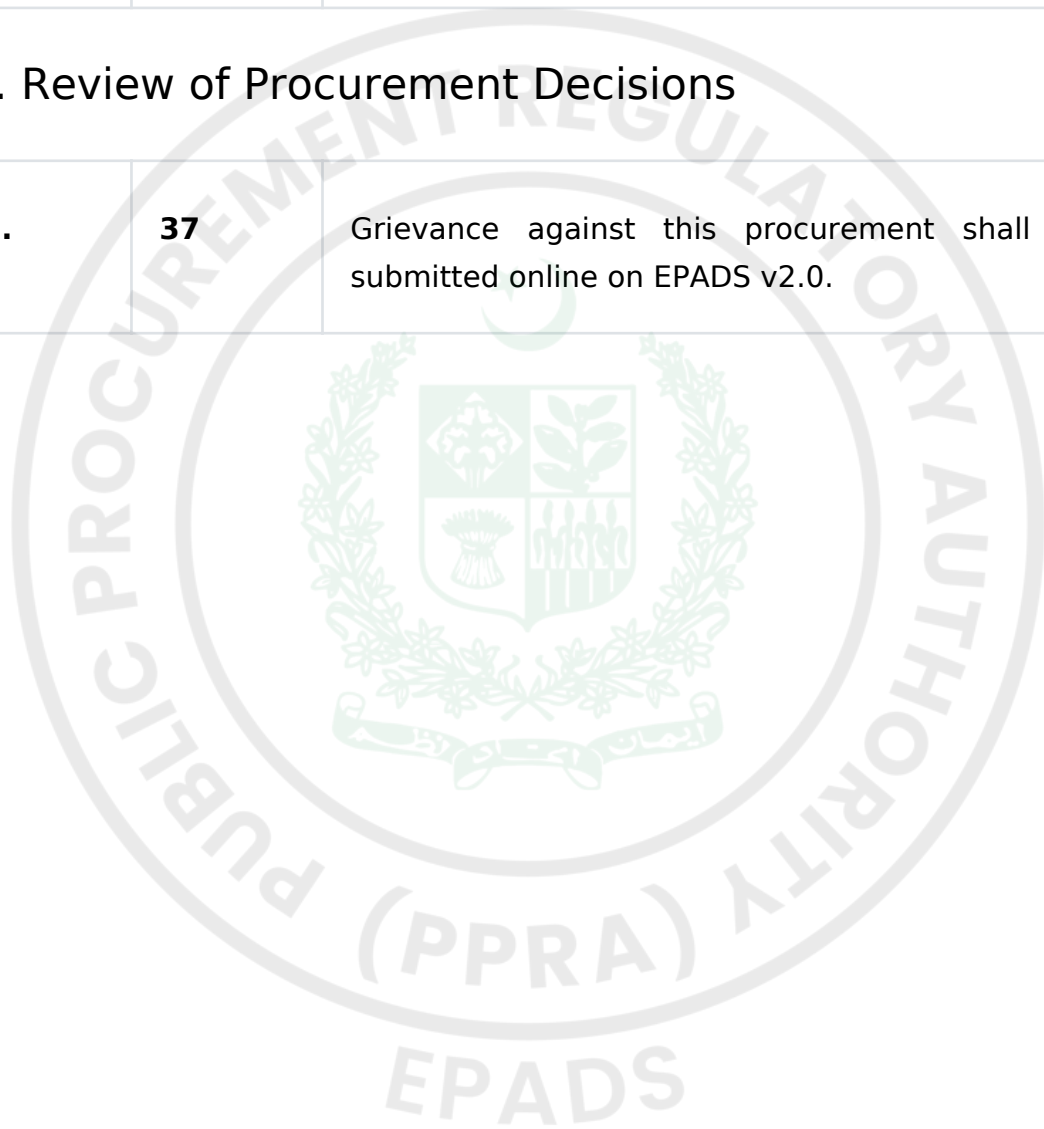 . Review of Procurement Decisions
. 37 Grievance against this procurement shall
submitted online on EPADS v2.0.
PUBLIC PROCUREMENT REGULATORY AUTHORITY
(PPRA)
EPADS